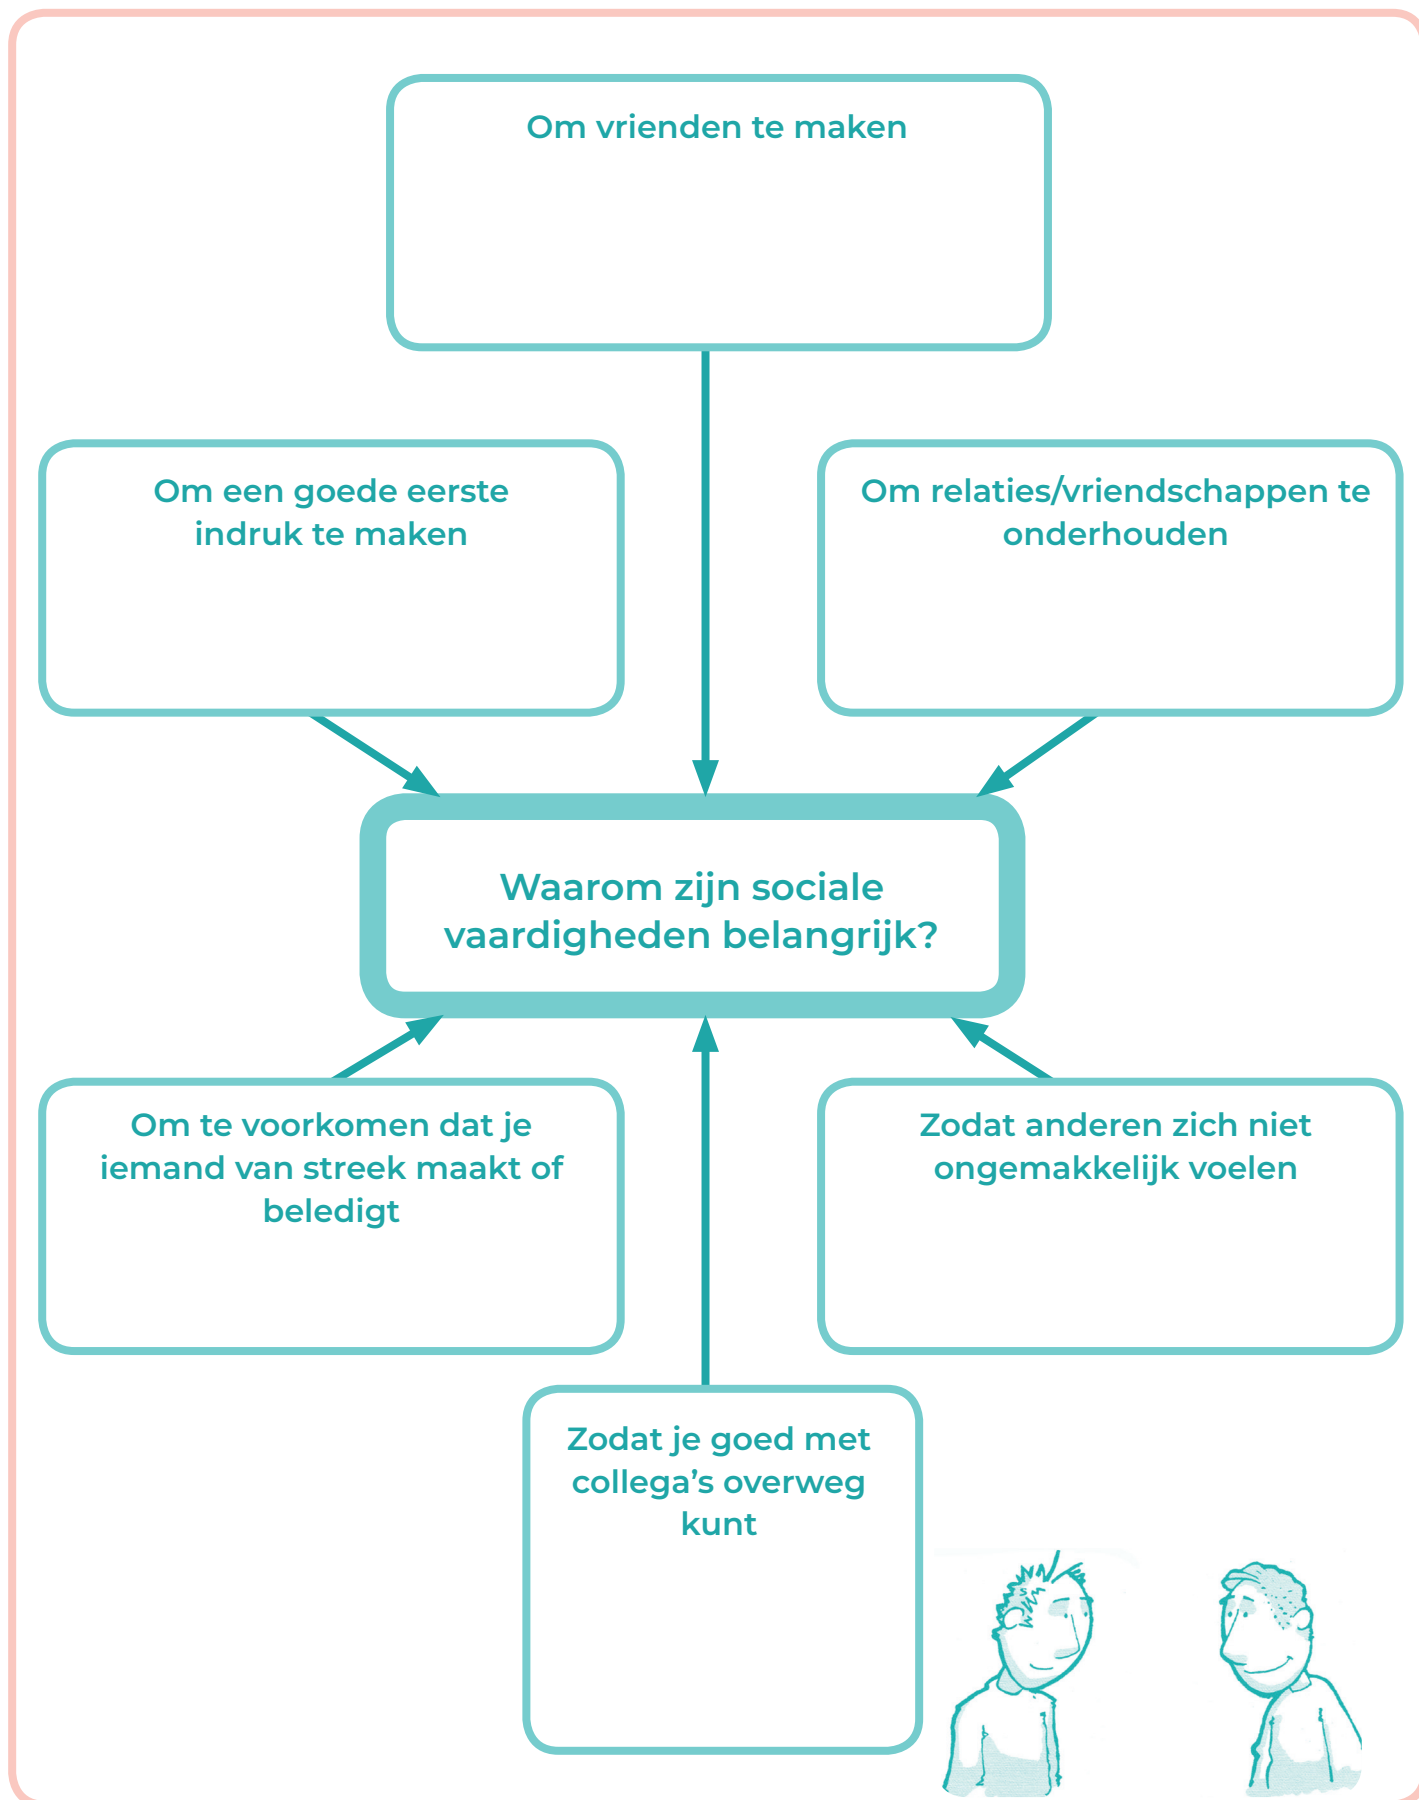 Om vrienden te maken
Om een goede eerste
indruk te maken
Om relaties/vriendschappen te
onderhouden
Waarom zijn sociale
vaardigheden belangrijk?
Om te voorkomen dat je
iemand van streek maakt of
beledigt
Zodat anderen zich niet
ongemakkelijk voelen
Zodat je goed met
collega’s overweg
kunt